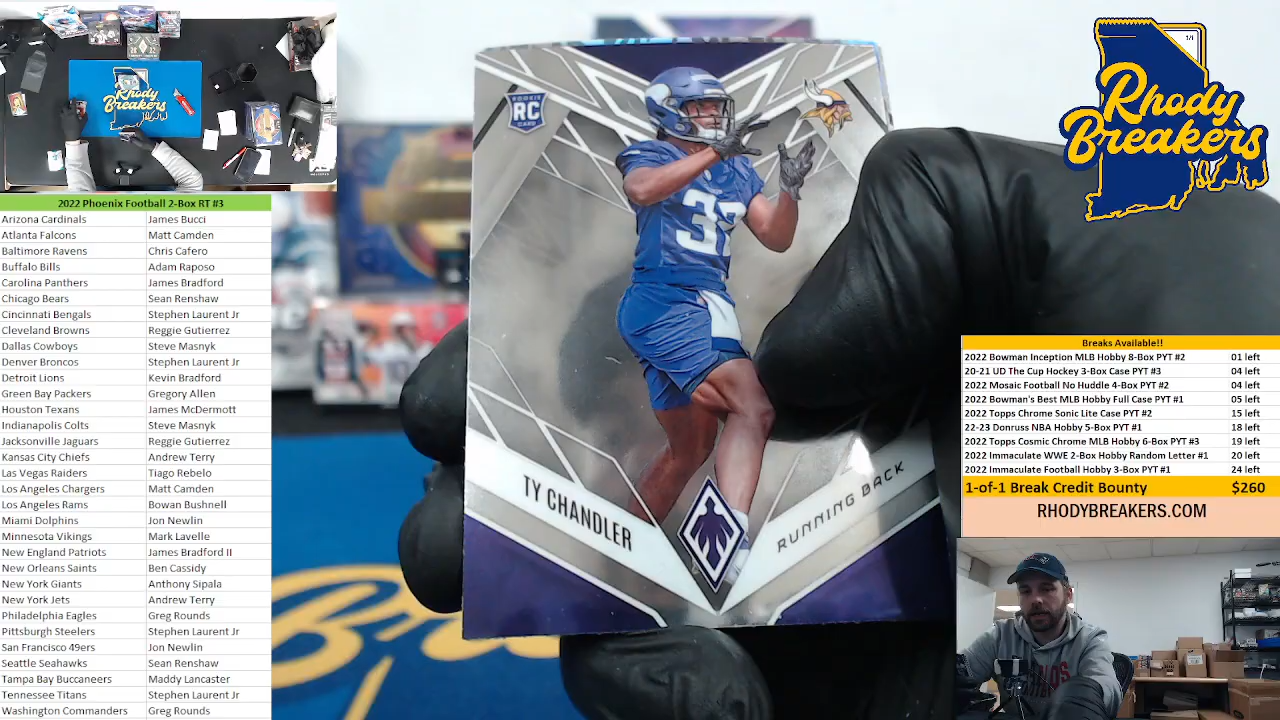 Rhody
Breakers
2022 Phoenix Football 2-Box RT #3
Arizona Cardinals James Bucci
Atlanta Falcons Matt Camden
Baltimore Ravens Chris Cafero
Buffalo Bills Adam Raposo
Carolina Panthers James Bradford
Chicago Bears Sean Renshaw
Cincinnati Bengals Stephen Laurent Jr
Cleveland Browns Reggie Gutierrez
Dallas Cowboys Steve Masnyk
Denver Broncos Stephen Laurent Jr
Detroit Lions Kevin Bradford
Green Bay Packers Gregory Allen
Houston Texans James McDermott
Indianapolis Colts Steve Masnyk
Jacksonville Jaguars Reggie Gutierrez
Kansas City Chiefs Andrew Terry
Las Vegas Raiders Tiago Rebelo
Los Angeles Chargers Matt Camden
Los Angeles Rams Bowan Bushnell
Miami Dolphins Jon Newlin
Minnesota Vikings Mark Lavelle
New England Patriots James Bradford II
New Orleans Saints Ben Cassidy
New York Giants Anthony Sipala
New York Jets Andrew Terry
Philadelphia Eagles Greg Rounds
Pittsburgh Steelers Stephen Laurent Jr
San Francisco 49ers Jon Newlin
Seattle Seahawks Sean Renshaw
Tampa Bay Buccaneers Maddy Lancaster
Tennessee Titans Stephen Laurent Jr
Washington Commanders Greg Rounds
ROOKIE
RC
32
TY CHANDLER
RUNNING BACK
1/1
Rhody
Breakers
Breaks Available!!
2022 Bowman Inception MLB Hobby 8-Box PYT #2 01 left
20-21 UD The Cup Hockey 3-Box Case PYT #3 04 left
2022 Mosaic Football No Huddle 4-Box PYT #2 04 left
2022 Bowman's Best MLB Hobby Full Case PYT #1 05 left
2022 Topps Chrome Sonic Lite Case PYT #2 15 left
22-23 Donruss NBA Hobby 5-Box PYT #1 18 left
2022 Topps Cosmic Chrome MLB Hobby 6-Box PYT #3 19 left
2022 Immaculate WWE 2-Box Hobby Random Letter #1 20 left
2022 Immaculate Football Hobby 3-Box PYT #1 24 left
1-of-1 Break Credit Bounty $260
RHODYBREAKERS.COM